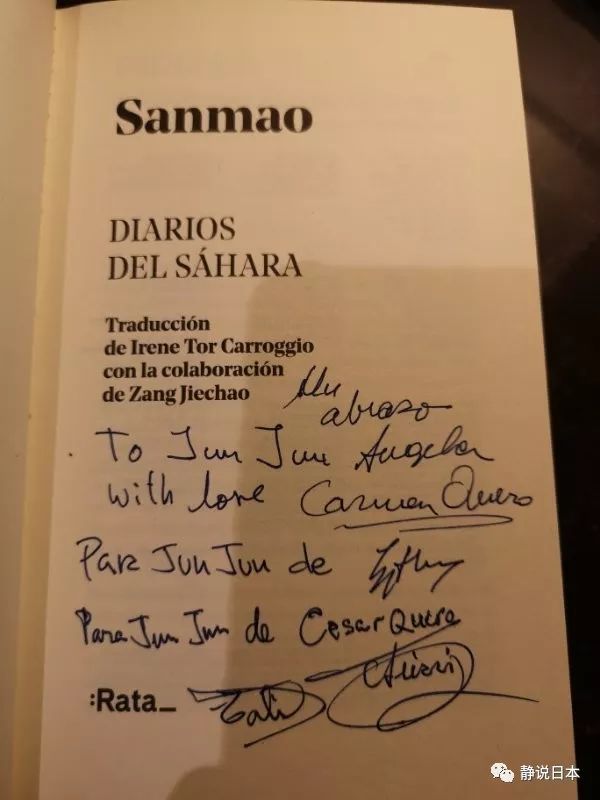 Sanmao
DIARIOS
DEL SÁHARA
Traducción
de Irene Tor Carroggio
con la colaboración
de Zang Jiechao
Un
abrazo
To Jun Jun Angela
with love Carmen Quero
Para Jun Jun de
Para Jun Jun de Cesar Quero
:Rata_
静说日本